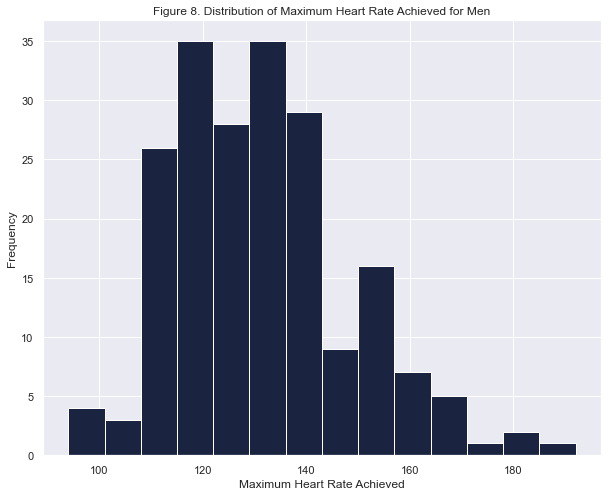 Figure 8. Distribution of Maximum Heart Rate Achieved for Men
35
30
25
20
15
10
5
0
Frequency
100 120 140 160 180
Maximum Heart Rate Achieved